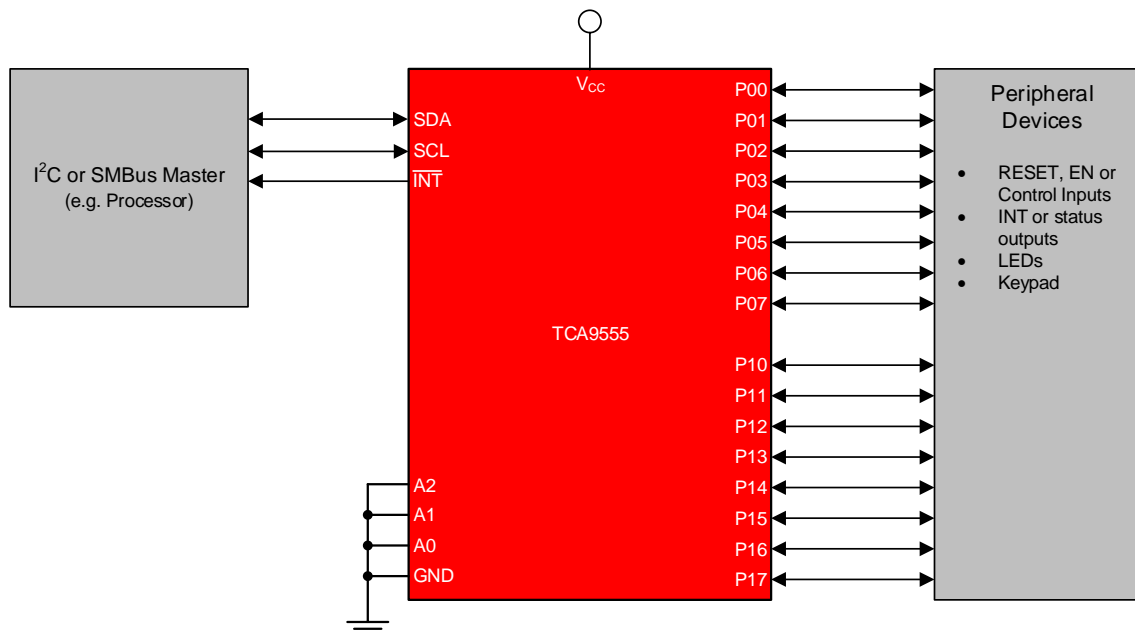 I²C or SMBus Master
(e.g. Processor)
V_CC
SDA
SCL
I̅N̅T̅
TCA9555
A2
A1
A0
GND
P00
P01
P02
P03
P04
P05
P06
P07
P10
P11
P12
P13
P14
P15
P16
P17
Peripheral
Devices
• RESET, EN or
Control Inputs
• INT or status
outputs
• LEDs
• Keypad